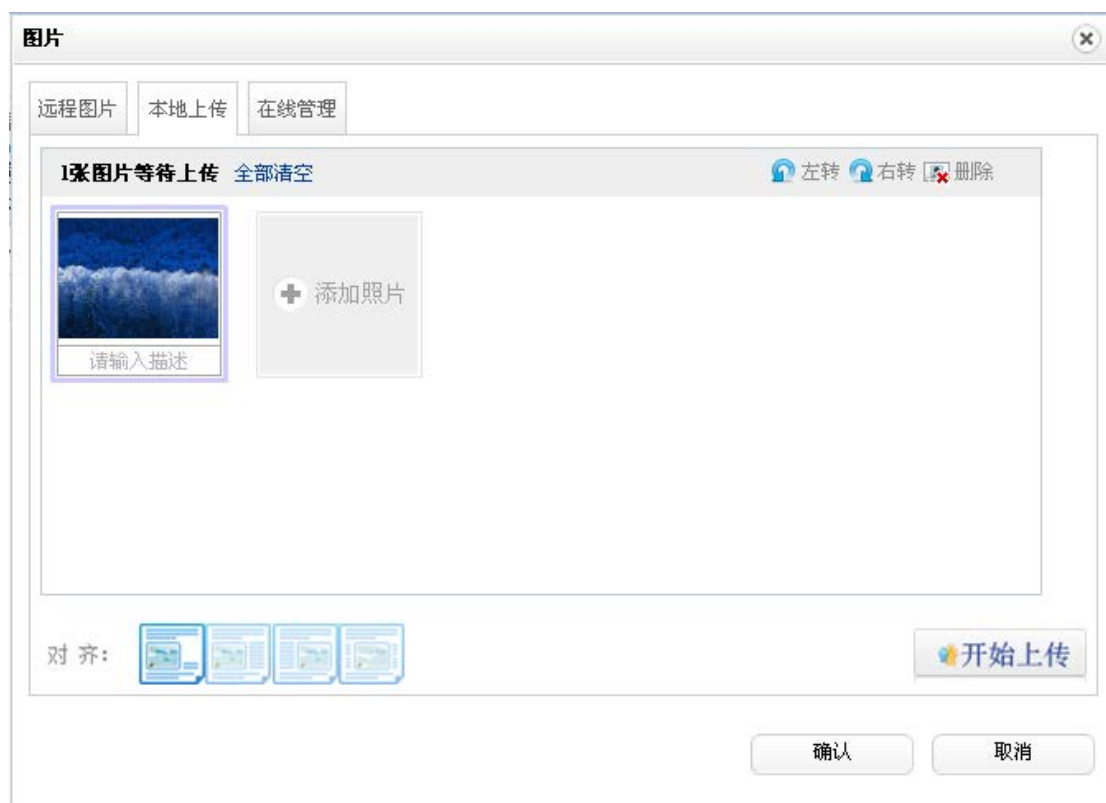 图片
远程图片 本地上传 在线管理
1张图片等待上传 全部清空 左转 右转 删除
添加照片
请输入描述
对 齐: 开始上传
确认 取消